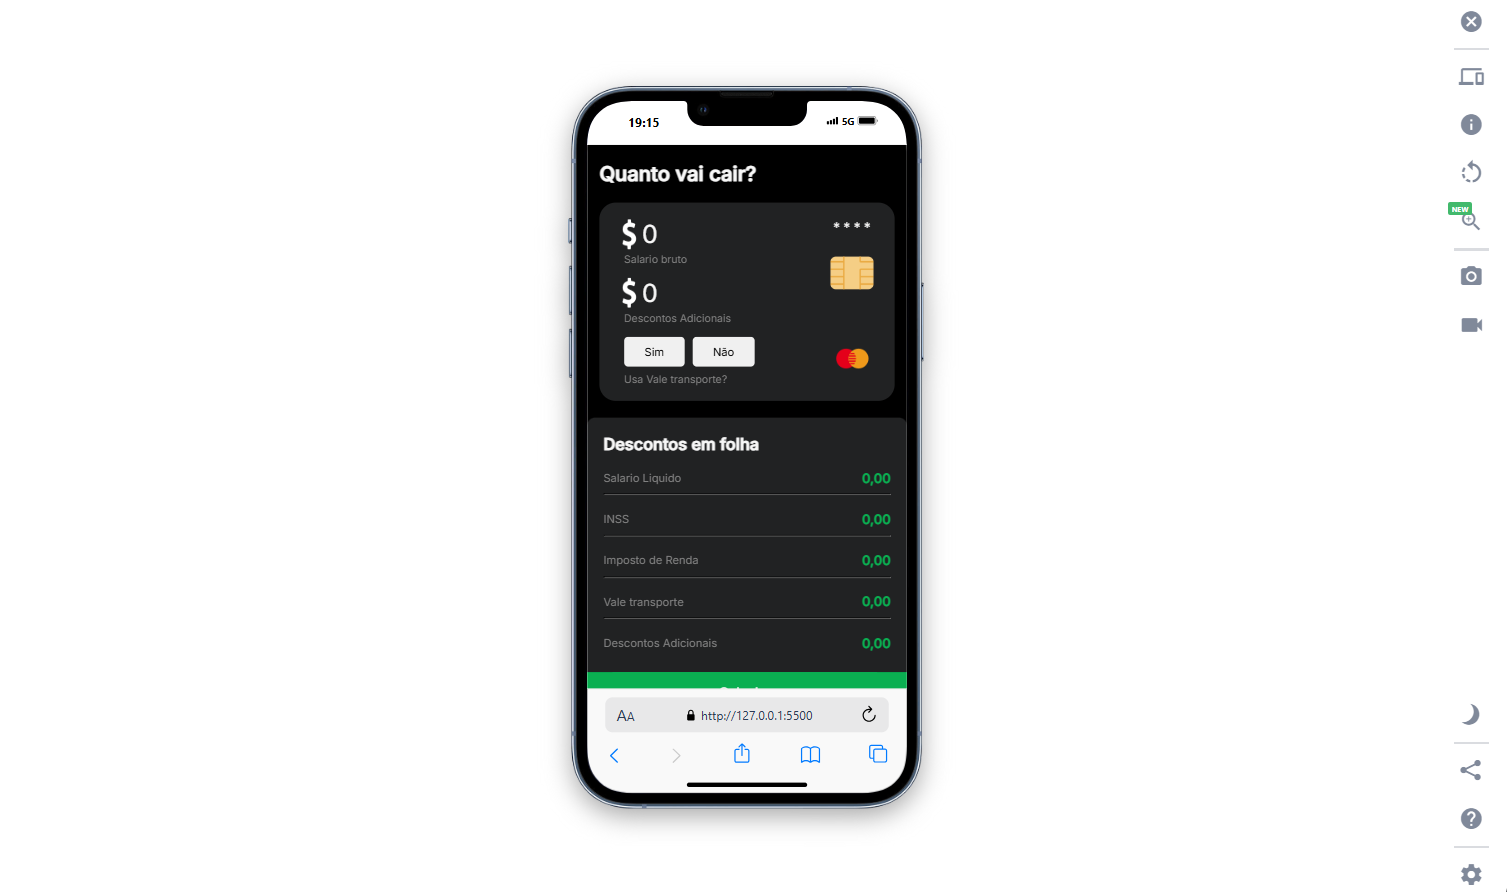 19:15
5G
Quanto vai cair?
$ 0
****
Salario bruto
$ 0
Descontos Adicionais
Sim Não
Usa Vale transporte?
Descontos em folha
Salario Liquido 0,00
INSS 0,00
Imposto de Renda 0,00
Vale transporte 0,00
Descontos Adicionais 0,00
AA http://127.0.0.1:5500
NEW